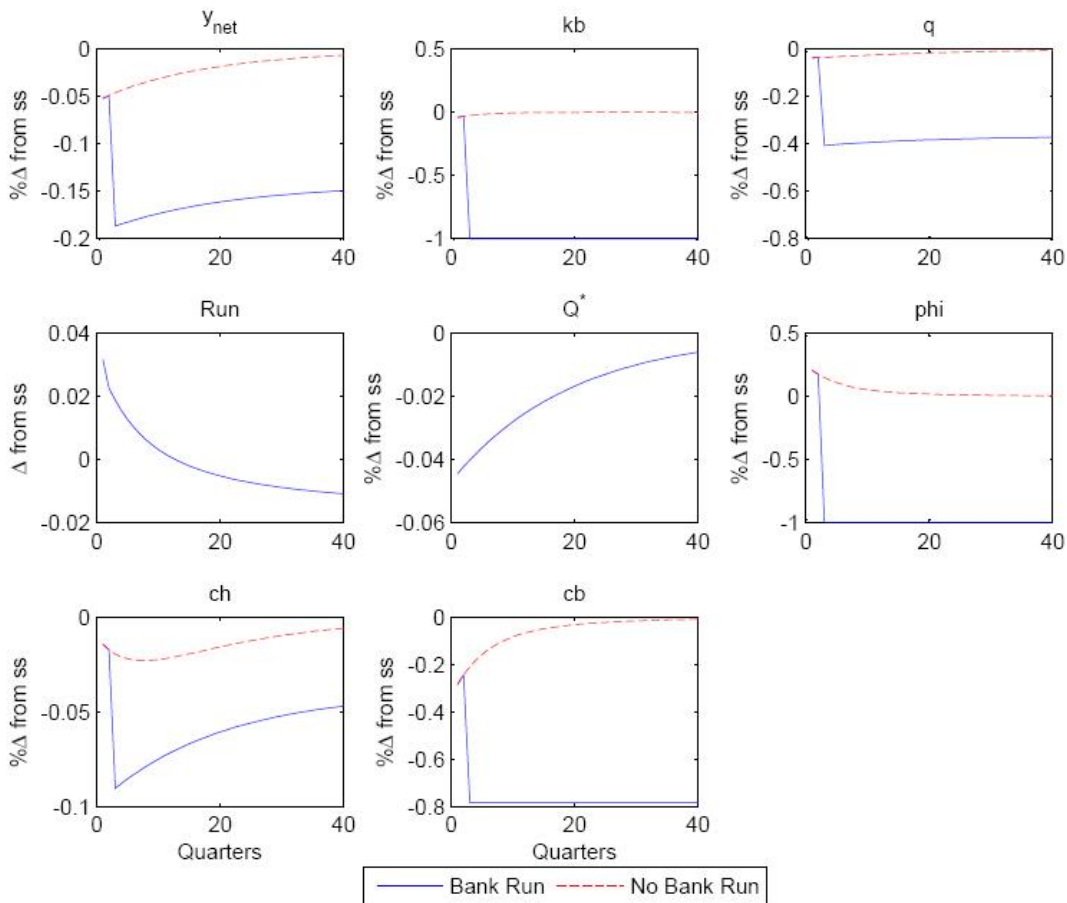 y_net
kb
q
0
-0.05
-0.1
-0.15
-0.2
%Δ from ss
0 20 40
0.5
0
-0.5
-1
%Δ from ss
0 20 40
0
-0.2
-0.4
-0.6
-0.8
%Δ from ss
0 20 40
Run
Q*
phi
0.04
0.02
0
-0.02
Δ from ss
0 20 40
0
-0.02
-0.04
-0.06
%Δ from ss
0 20 40
0.5
0
-0.5
-1
%Δ from ss
0 20 40
ch
cb
0
-0.05
-0.1
%Δ from ss
0 20 40
Quarters
0
-0.2
-0.4
-0.6
-0.8
%Δ from ss
0 20 40
Quarters
Bank Run
No Bank Run